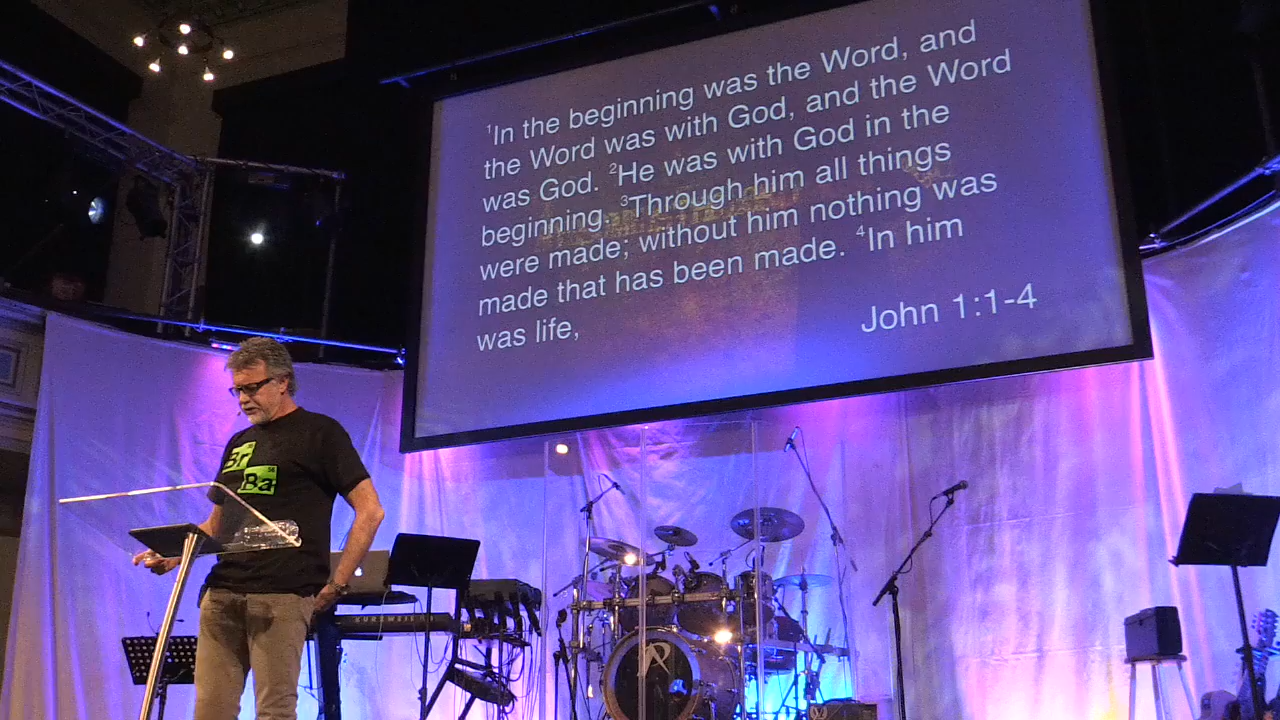 ¹In the beginning was the Word, and
the Word was with God, and the Word
was God. ²He was with God in the
beginning. ³Through him all things
were made; without him nothing was
made that has been made. ⁴In him
was life,
John 1:1-4
Br
56
Ba
KURZWEIL
R